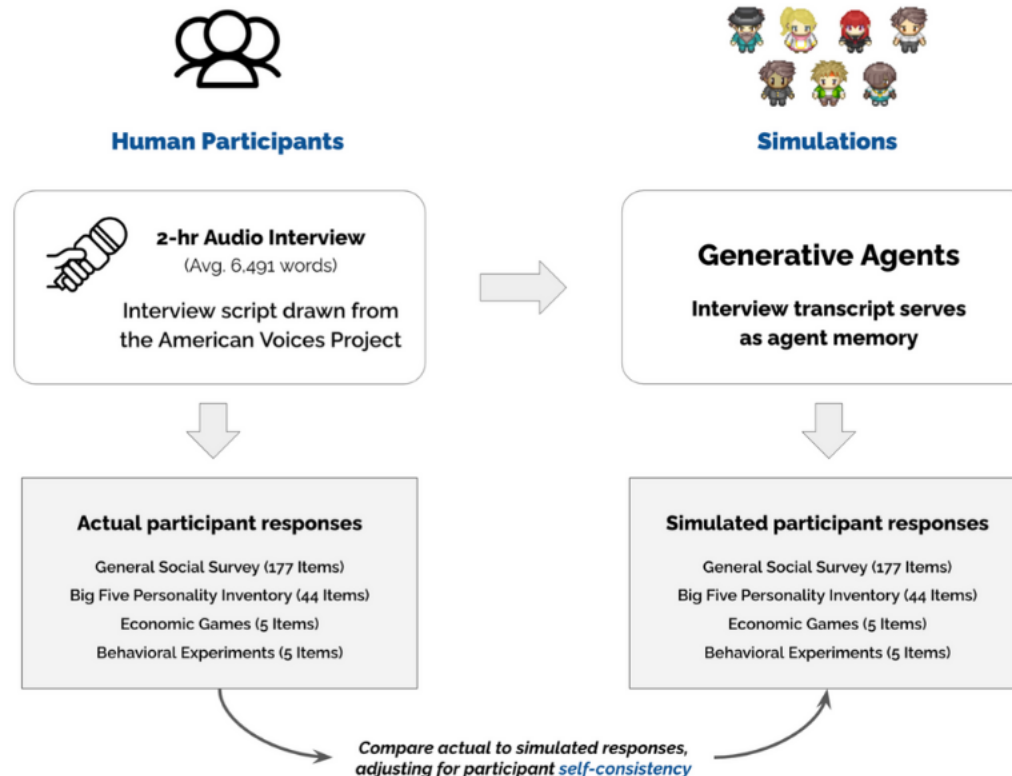 Human Participants
Simulations
2-hr Audio Interview
(Avg. 6,491 words)
Interview script drawn from
the American Voices Project
Generative Agents
Interview transcript serves
as agent memory
Actual participant responses
General Social Survey (177 Items)
Big Five Personality Inventory (44 Items)
Economic Games (5 Items)
Behavioral Experiments (5 Items)
Simulated participant responses
General Social Survey (177 Items)
Big Five Personality Inventory (44 Items)
Economic Games (5 Items)
Behavioral Experiments (5 Items)
Compare actual to simulated responses,
adjusting for participant self-consistency